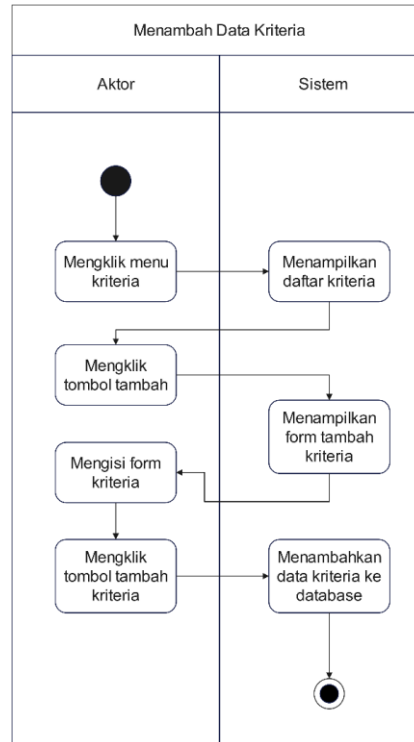 Menambah Data Kriteria
Aktor
Sistem
Mengklik menu
kriteria
Menampilkan
daftar kriteria
Mengklik
tombol tambah
Menampilkan
form tambah
kriteria
Mengisi form
kriteria
Mengklik
tombol tambah
kriteria
Menambahkan
data kriteria ke
database